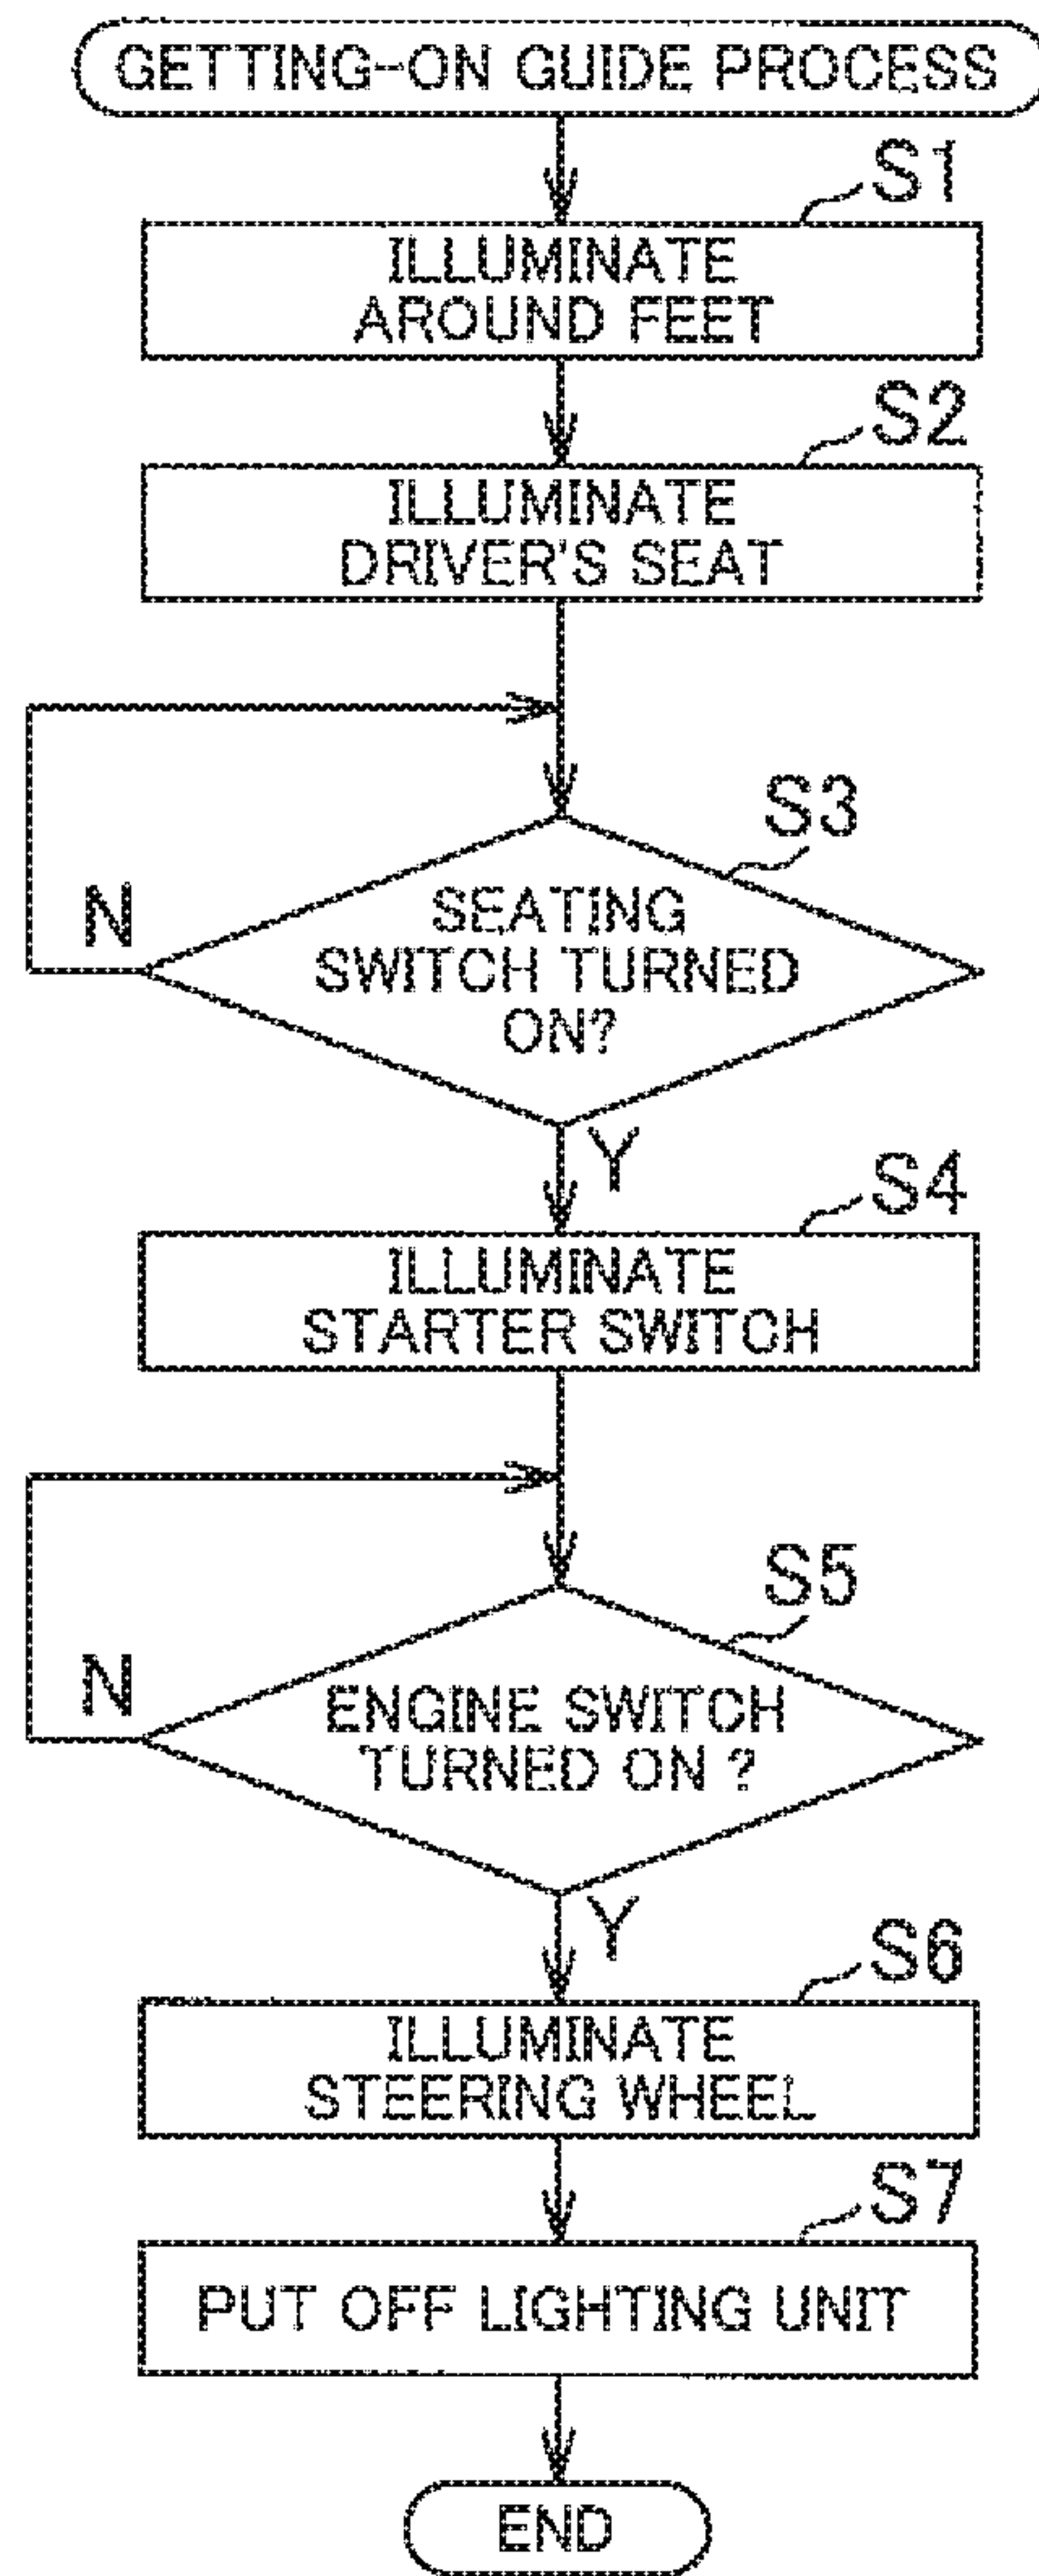 GETTING-ON GUIDE PROCESS
S1
ILLUMINATE
AROUND FEET
S2
ILLUMINATE
DRIVER'S SEAT
S3
N
SEATING
SWITCH TURNED
ON?
Y
S4
ILLUMINATE
STARTER SWITCH
S5
N
ENGINE SWITCH
TURNED ON ?
Y
S6
ILLUMINATE
STEERING WHEEL
S7
PUT OFF LIGHTING UNIT
END